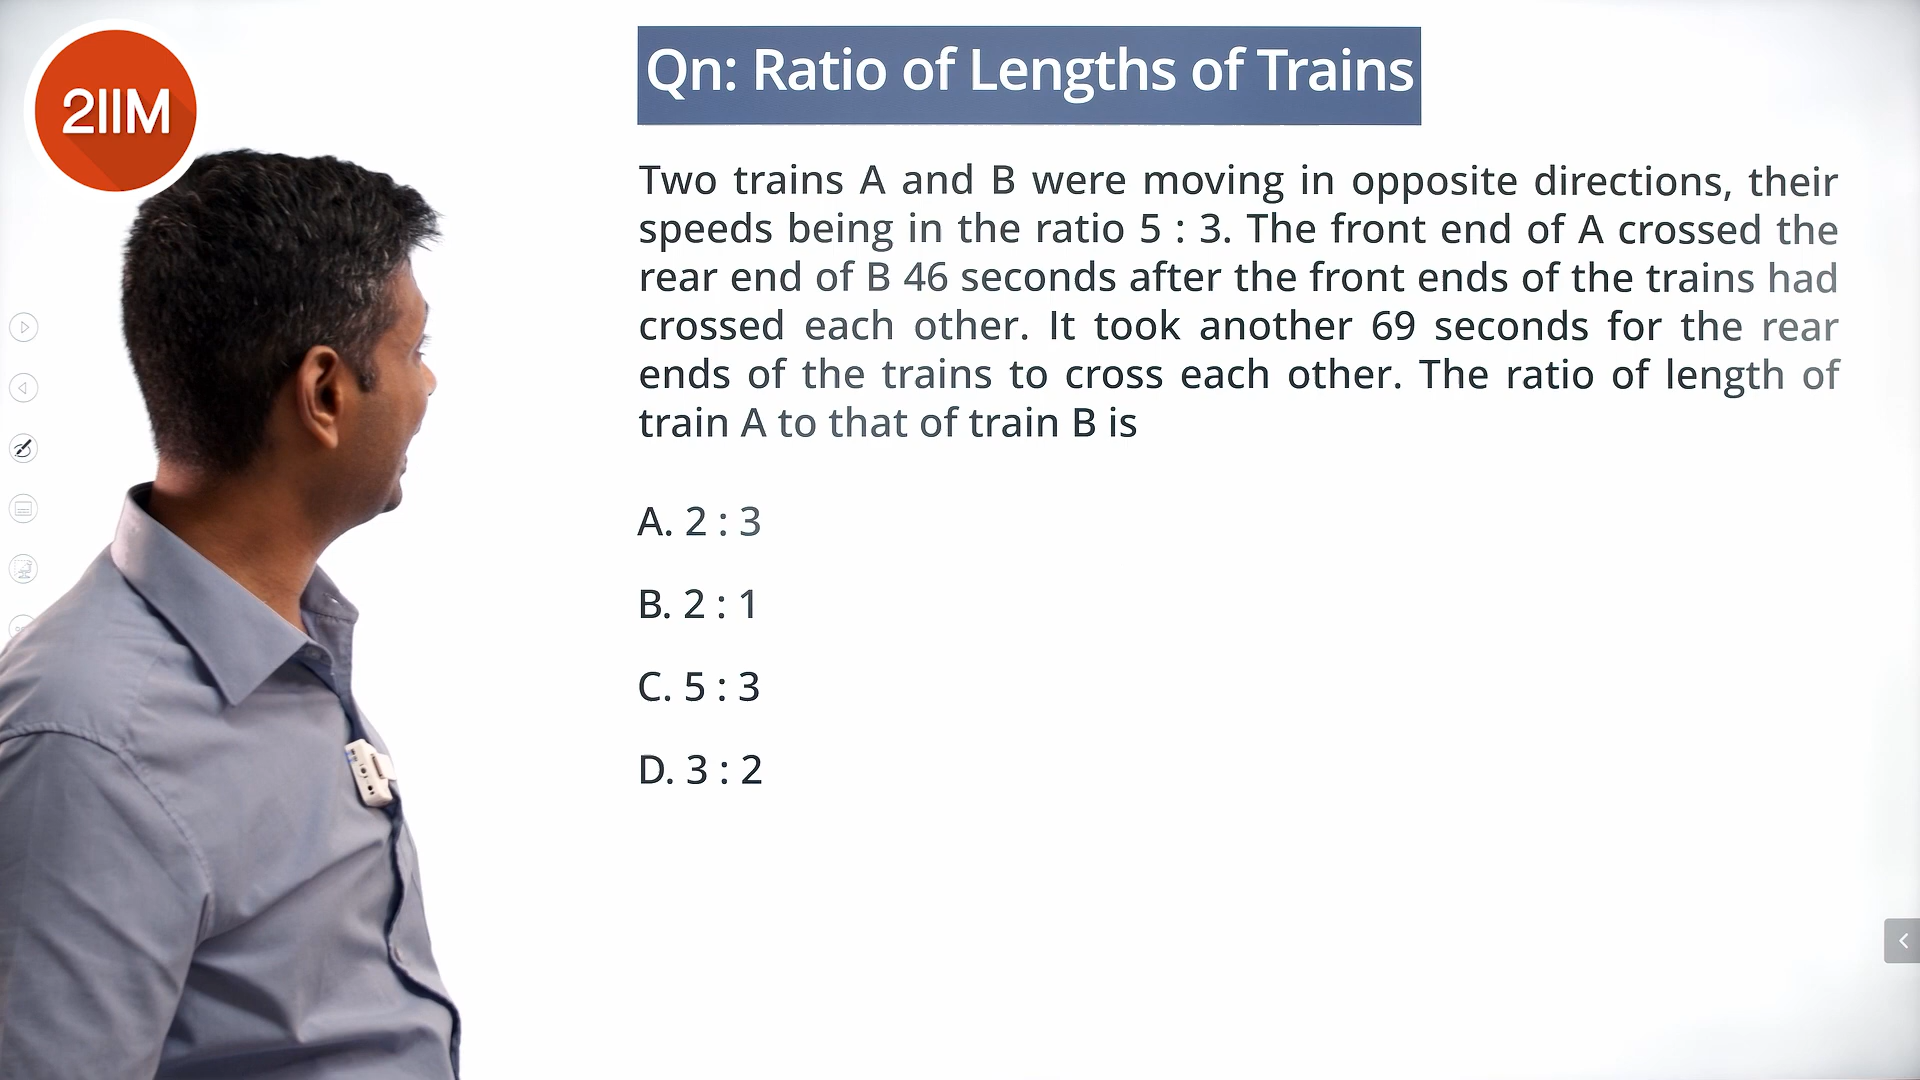 2IIM
Qn: Ratio of Lengths of Trains
Two trains A and B were moving in opposite directions, their
speeds being in the ratio 5 : 3. The front end of A crossed the
rear end of B 46 seconds after the front ends of the trains had
crossed each other. It took another 69 seconds for the rear
ends of the trains to cross each other. The ratio of length of
train A to that of train B is
A. 2 : 3
B. 2 : 1
C. 5 : 3
D. 3 : 2